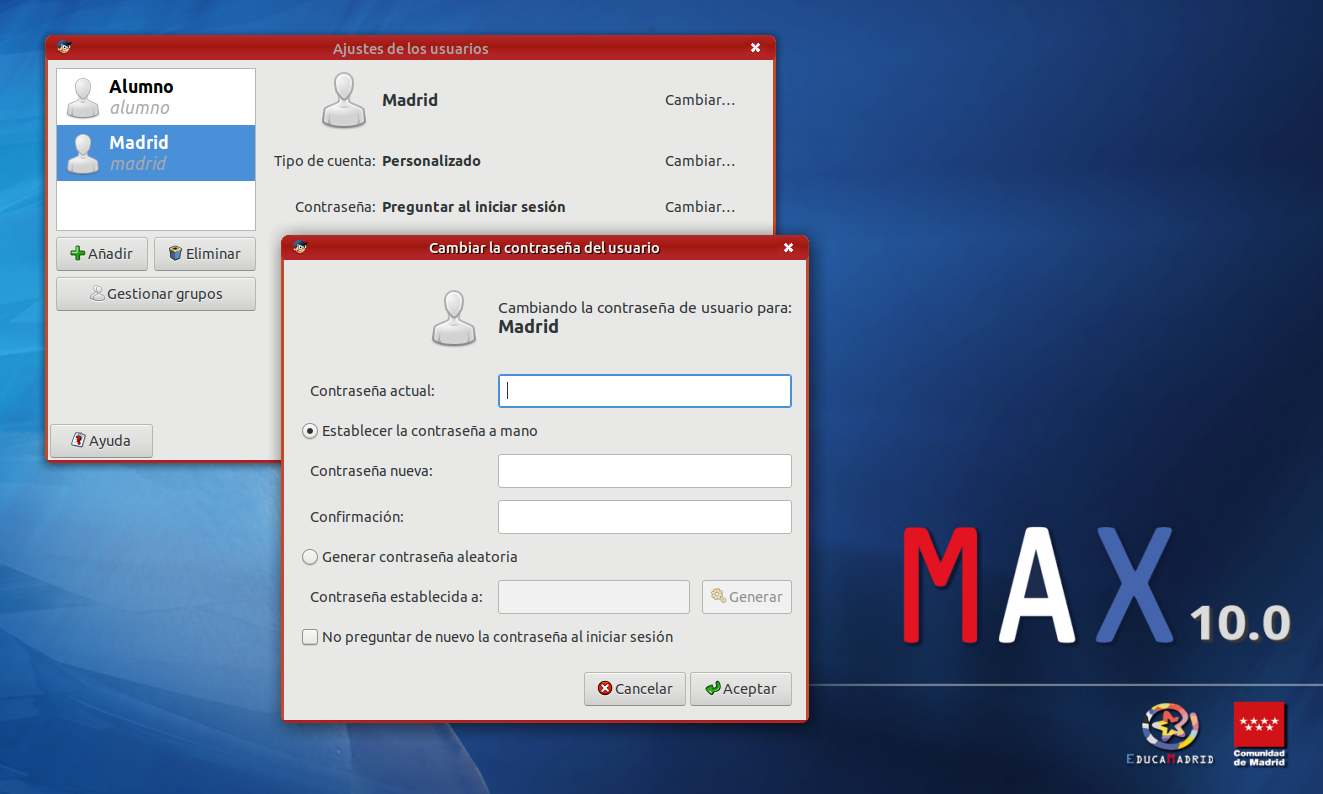 Ajustes de los usuarios
Alumno
alumno
Madrid
madrid
Añadir
Eliminar
Gestionar grupos
Ayuda
Madrid
Cambiar...
Tipo de cuenta: Personalizado
Cambiar...
Contraseña: Preguntar al iniciar sesión
Cambiar...
Cambiar la contraseña del usuario
Cambiando la contraseña de usuario para:
Madrid
Contraseña actual:
Establecer la contraseña a mano
Contraseña nueva:
Confirmación:
Generar contraseña aleatoria
Contraseña establecida a:
Generar
No preguntar de nuevo la contraseña al iniciar sesión
Cancelar
Aceptar
MAX 10.0
EDUCAMADRID
Comunidad
de Madrid